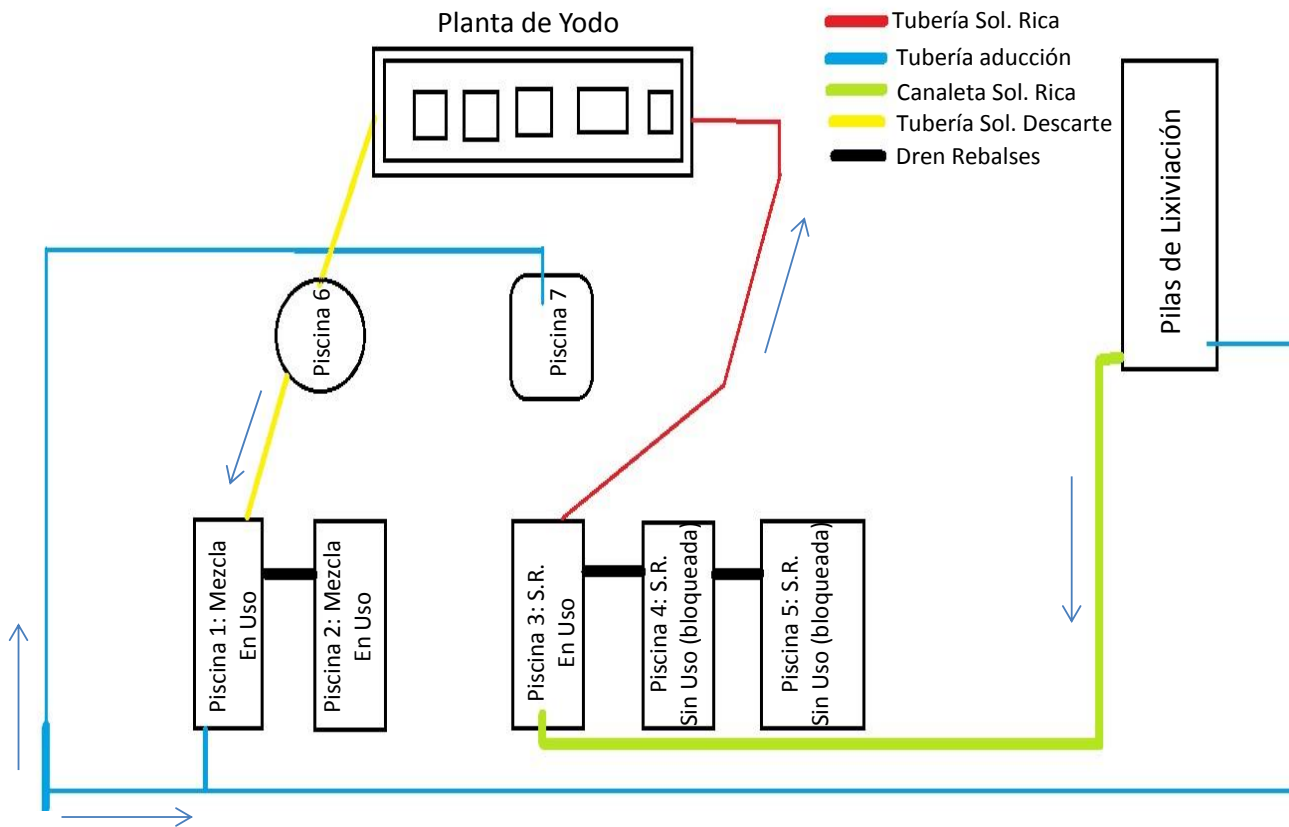 Planta de Yodo
Tubería Sol. Rica
Tubería aducción
Canaleta Sol. Rica
Tubería Sol. Descarte
Dren Rebalses
Pilas de Lixiviación
Piscina 6
Piscina 7
Piscina 1: Mezcla
En Uso
Piscina 2: Mezcla
En Uso
Piscina 3: S.R.
En Uso
Piscina 4: S.R.
Sin Uso (bloqueada)
Piscina 5: S.R.
Sin Uso (bloqueada)